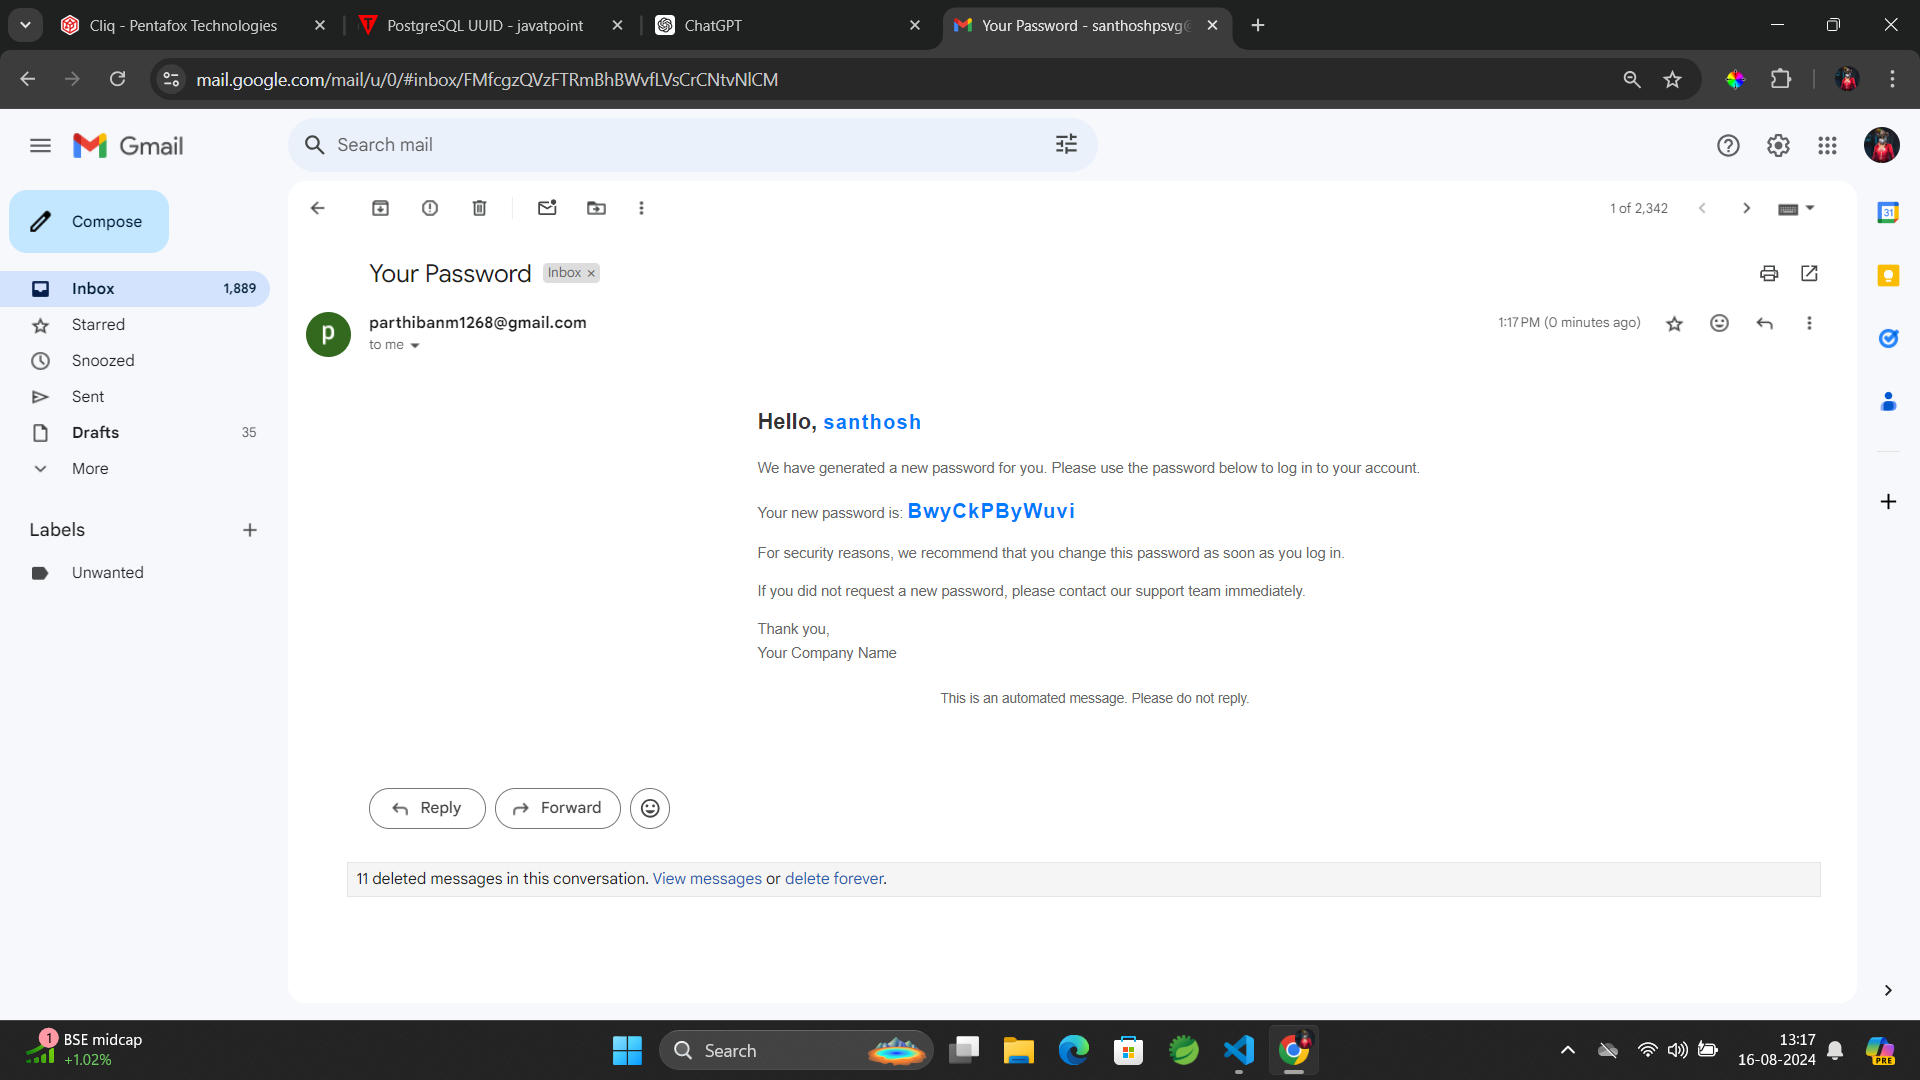 Cliq - Pentafox Technologies
PostgreSQL UUID - javatpoint
ChatGPT
Your Password - santhoshpsvg@
mail.google.com/mail/u/0/#inbox/FMfcgzQVzFTRmBhBWvfLVsCrCNtvNlCM
Gmail
Search mail
Compose
1 of 2,342
Inbox 1,889
Starred
Snoozed
Sent
Drafts 35
More
Labels
Unwanted
Your Password Inbox
p
parthibanm1268@gmail.com
1:17 PM (0 minutes ago)
to me
31
Hello, santhosh
We have generated a new password for you. Please use the password below to log in to your account.
Your new password is: BwyCkPByWuvi
For security reasons, we recommend that you change this password as soon as you log in.
If you did not request a new password, please contact our support team immediately.
Thank you,
Your Company Name
This is an automated message. Please do not reply.
Reply
Forward
11 deleted messages in this conversation. View messages or delete forever.
1
BSE midcap
+1.02%
Search
13:17
16-08-2024
PRE